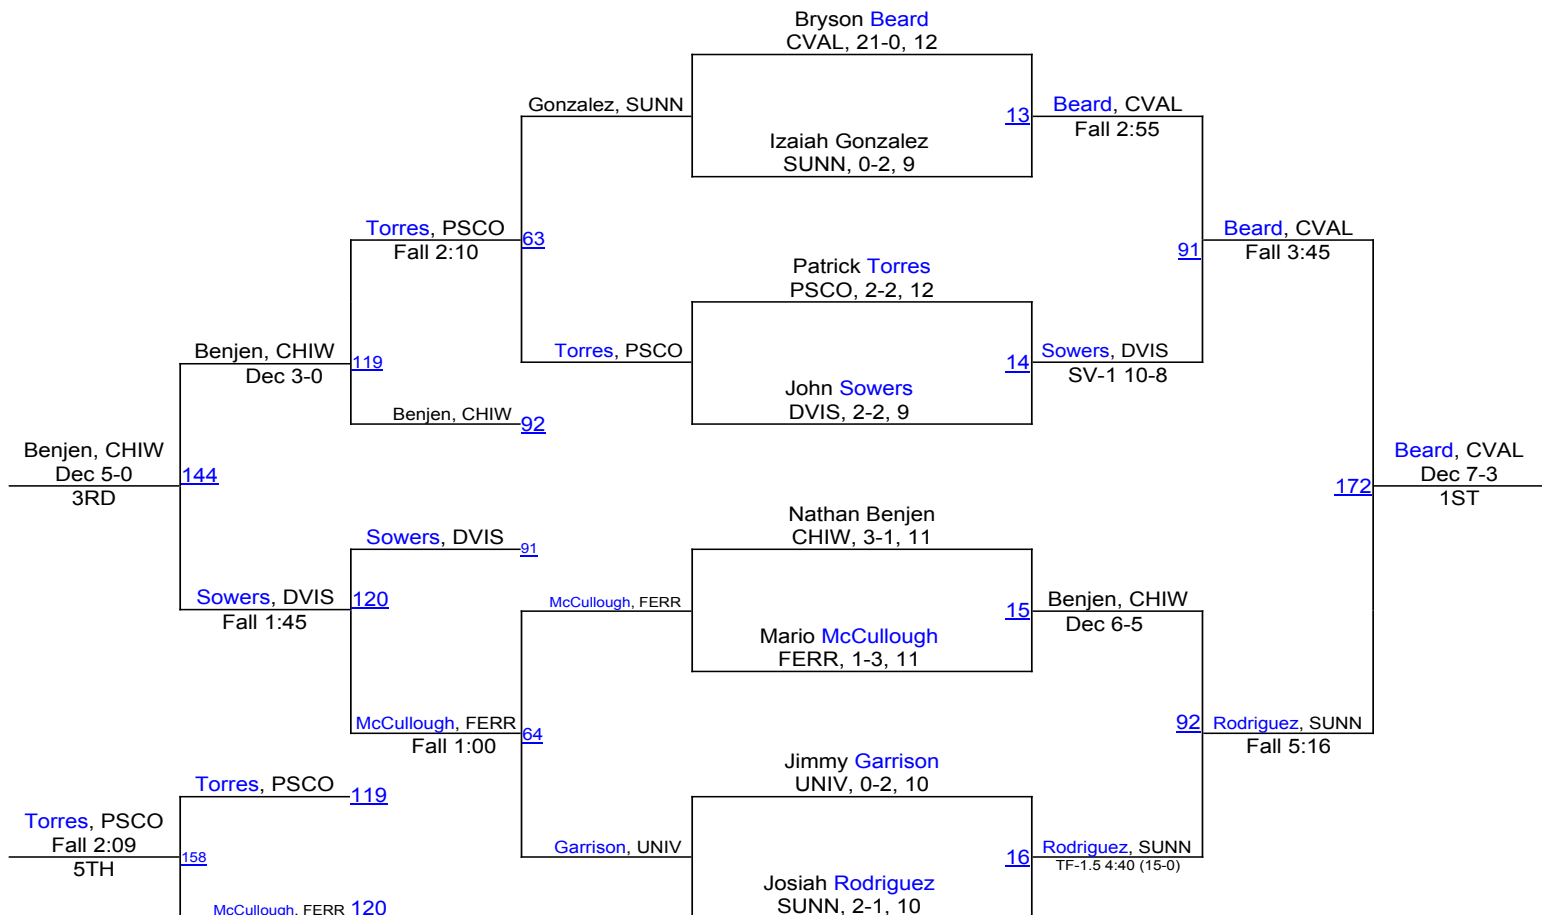 Bryson Beard
CVAL, 21-0, 12
Gonzalez, SUNN
13
Beard, CVAL
Fall 2:55
Izaiah Gonzalez
SUNN, 0-2, 9
Torres, PSCO
Fall 2:10
63
Beard, CVAL
Fall 3:45
91
Patrick Torres
PSCO, 2-2, 12
Benjen, CHIW
Dec 3-0
119
Torres, PSCO
14
Sowers, DVIS
SV-1 10-8
John Sowers
DVIS, 2-2, 9
Benjen, CHIW
92
Benjen, CHIW
Dec 5-0
3RD
144
Beard, CVAL
Dec 7-3
1ST
172
Nathan Benjen
CHIW, 3-1, 11
Sowers, DVIS
91
Sowers, DVIS
Fall 1:45
120
McCullough, FERR
15
Benjen, CHIW
Dec 6-5
Mario McCullough
FERR, 1-3, 11
McCullough, FERR
Fall 1:00
64
92
Rodriguez, SUNN
Fall 5:16
Jimmy Garrison
UNIV, 0-2, 10
Torres, PSCO
119
Torres, PSCO
Fall 2:09
5TH
158
Garrison, UNIV
16
Rodriguez, SUNN
TF-1.5 4:40 (15-0)
Josiah Rodriguez
SUNN, 2-1, 10
McCullough, FERR
120